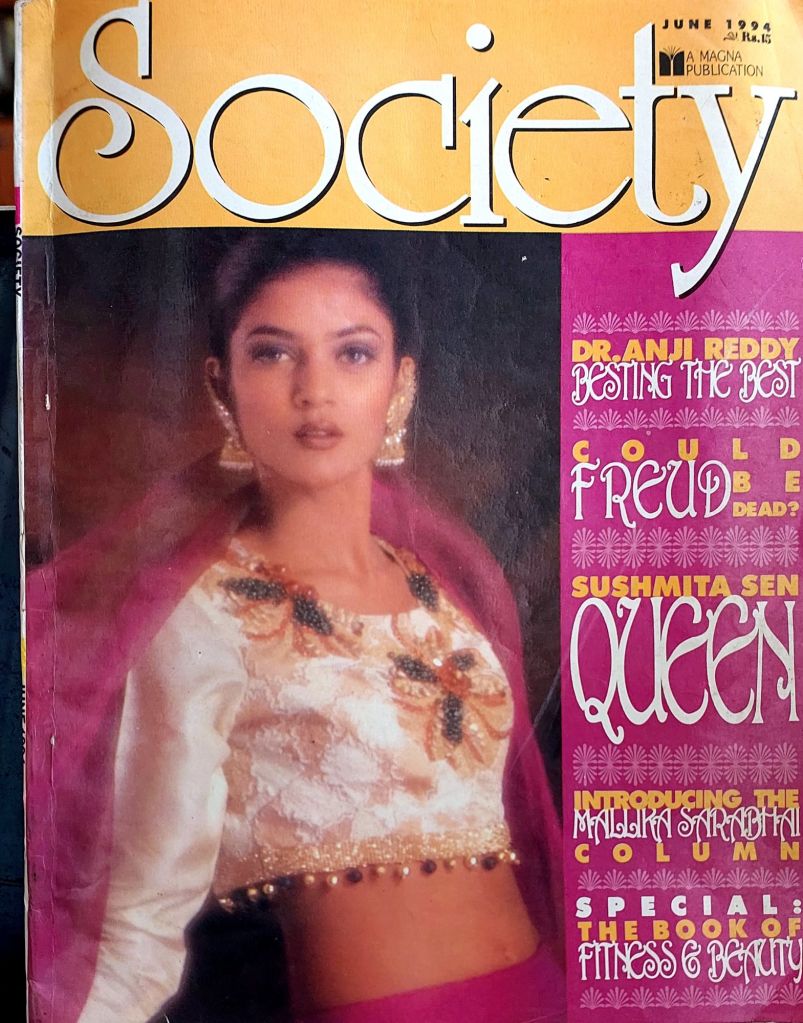 JUNE 1994
Rs.15
A MAGNA
PUBLICATION
Society
SOCIETY
DR. ANJI REDDY
BESTING THE BEST
COULD
FREUD BE
DEAD?
SUSHMITA SEN
QUEEN
INTRODUCING THE
MALLIKA SARABHAI
COLUMN
SPECIAL:
THE BOOK OF
FITNESS & BEAUTY